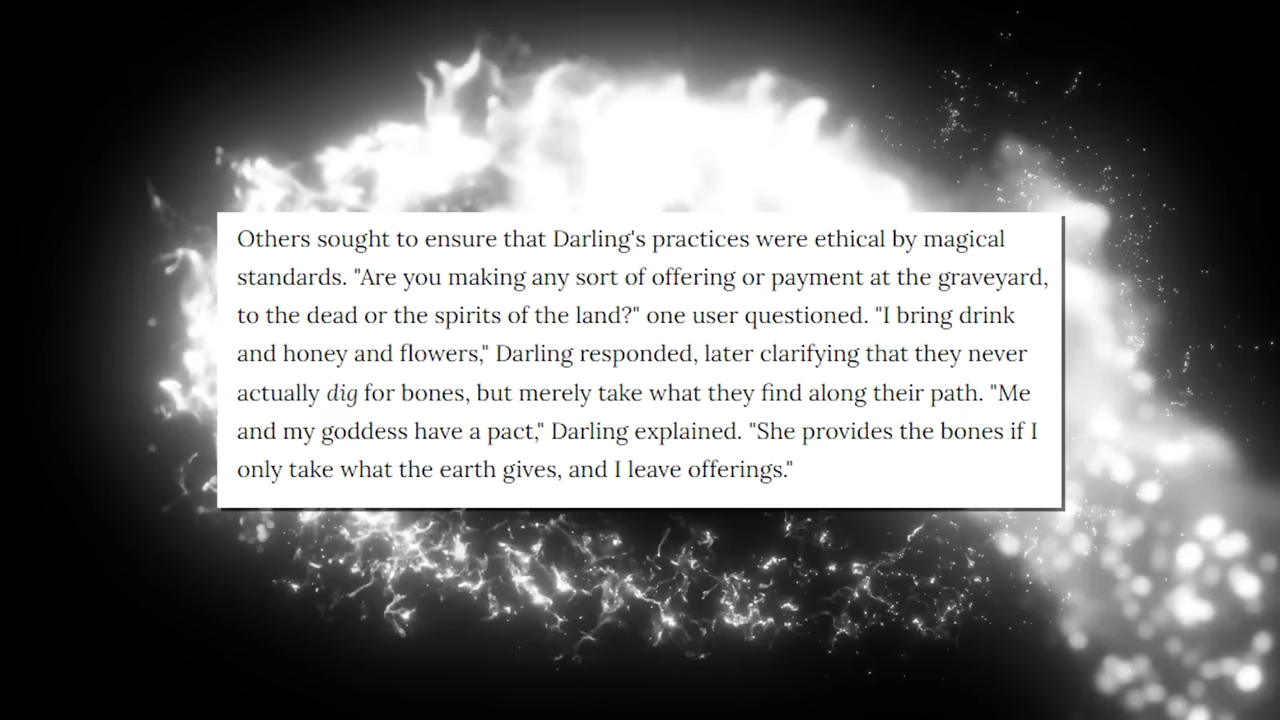 Others sought to ensure that Darling's practices were ethical by magical
standards. "Are you making any sort of offering or payment at the graveyard,
to the dead or the spirits of the land?" one user questioned. "I bring drink
and honey and flowers," Darling responded, later clarifying that they never
actually dig for bones, but merely take what they find along their path. "Me
and my goddess have a pact," Darling explained. "She provides the bones if I
only take what the earth gives, and I leave offerings."